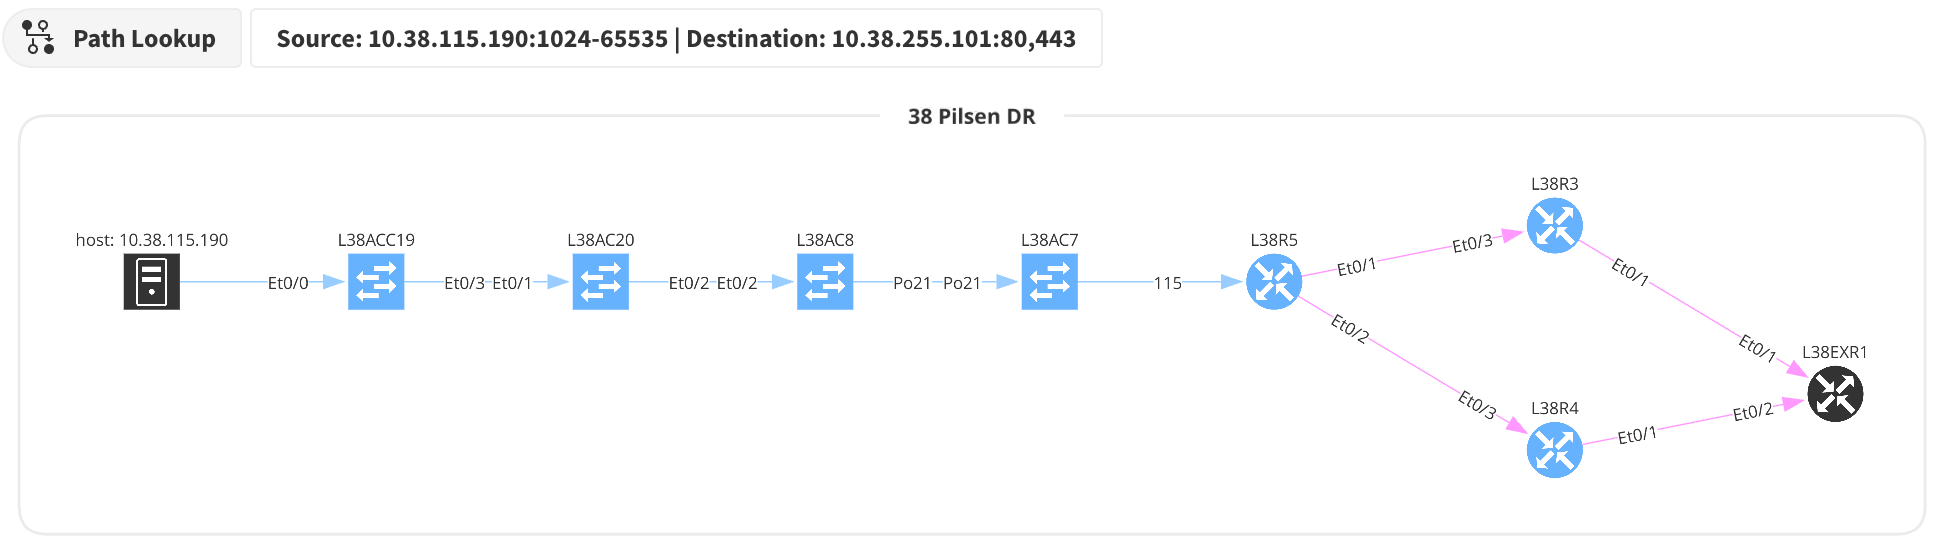 Path Lookup
Source: 10.38.115.190:1024-65535 | Destination: 10.38.255.101:80,443
38 Pilsen DR
host: 10.38.115.190
L38ACC19
L38AC20
L38AC8
L38AC7
L38R5
L38R3
L38R4
L38EXR1
Et0/0
Et0/3
Et0/1
Et0/2
Et0/2
Po21
Po21
115
Et0/1
Et0/3
Et0/2
Et0/3
Et0/1
Et0/1
Et0/1
Et0/2